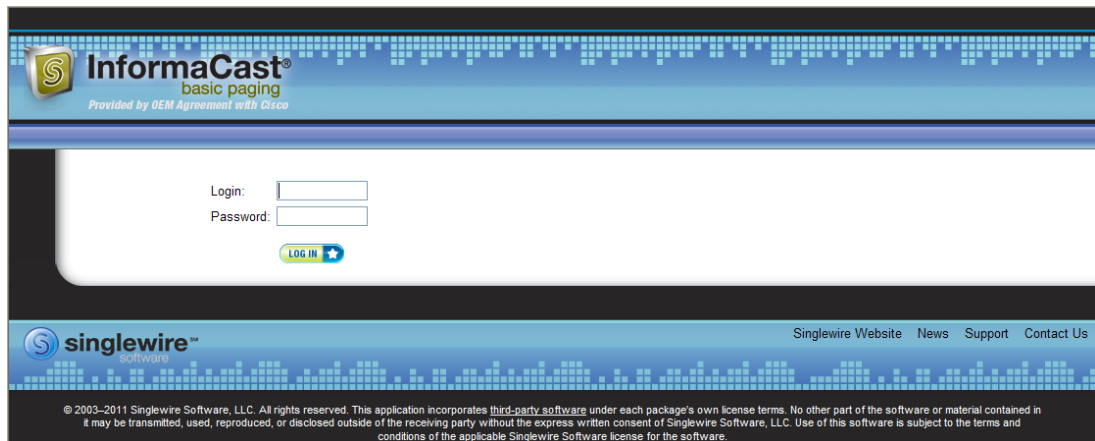 InformaCast®
basic paging
Provided by OEM Agreement with Cisco
Login:
Password:
LOG IN
singlewire℠
software
Singlewire Website News Support Contact Us
© 2003–2011 Singlewire Software, LLC. All rights reserved. This application incorporates third-party software under each package's own license terms. No other part of the software or material contained in
it may be transmitted, used, reproduced, or disclosed outside of the receiving party without the express written consent of Singlewire Software, LLC. Use of this software is subject to the terms and
conditions of the applicable Singlewire Software license for the software.